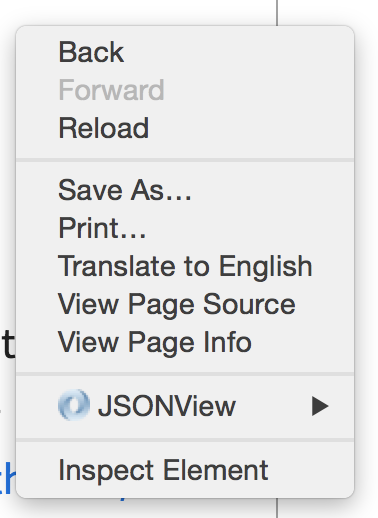 Back
Forward
Reload
Save As...
Print...
Translate to English
View Page Source
View Page Info
JSONView
Inspect Element